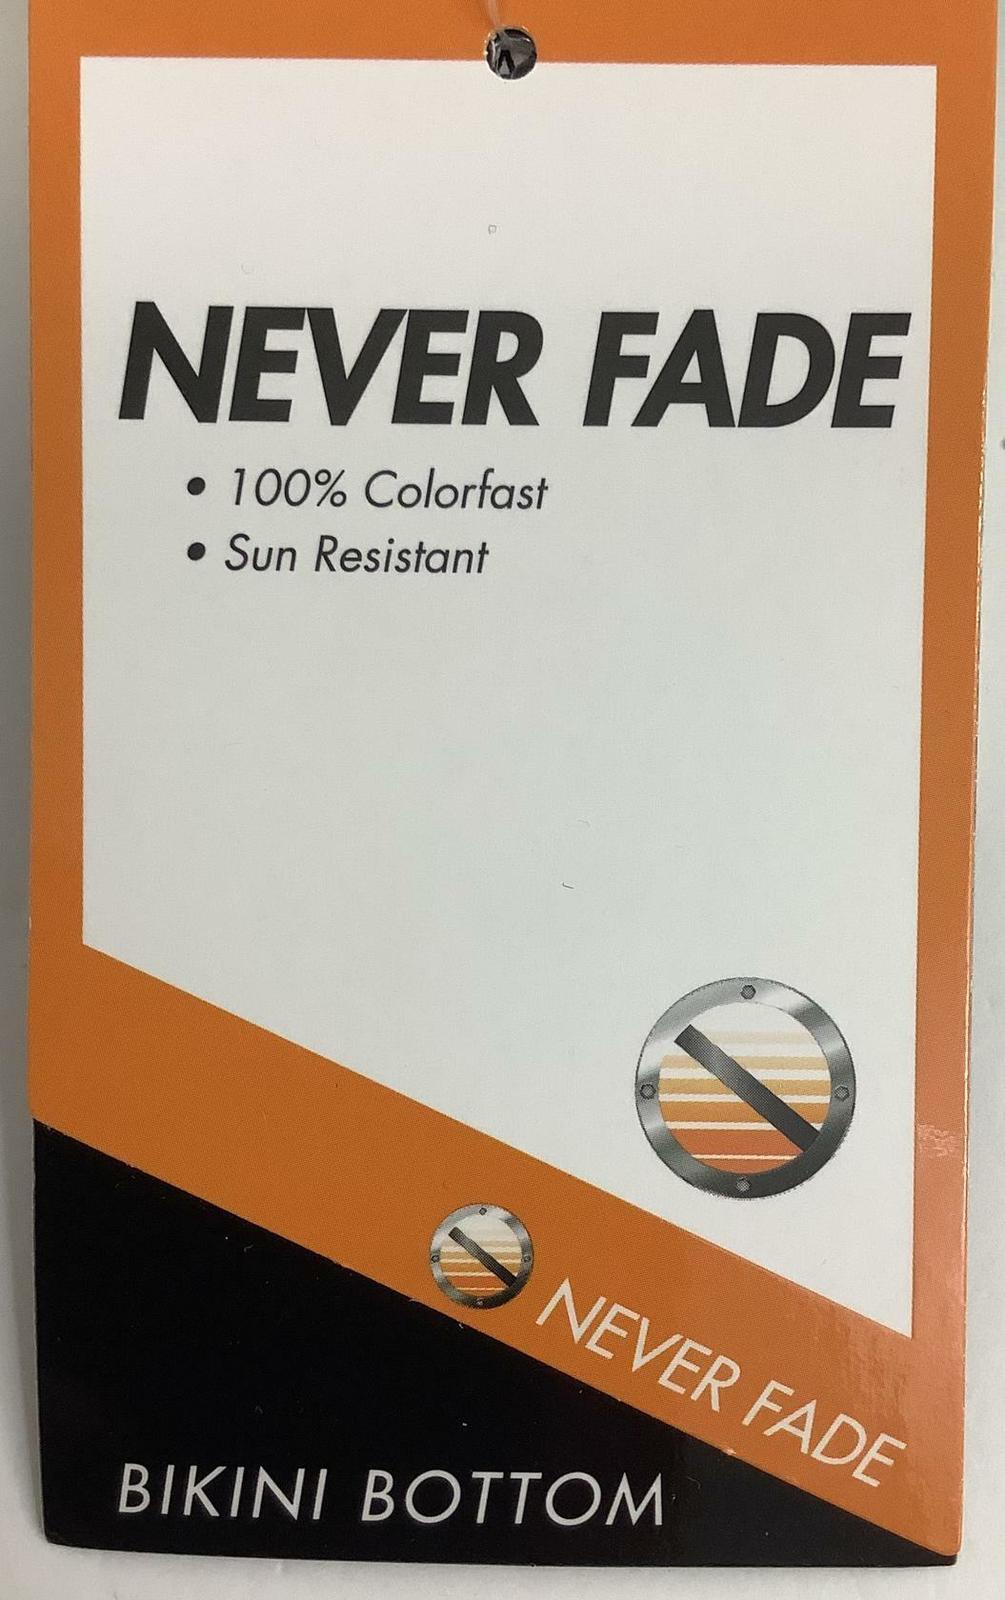 NEVER FADE
• 100% Colorfast
• Sun Resistant
NEVER FADE
BIKINI BOTTOM